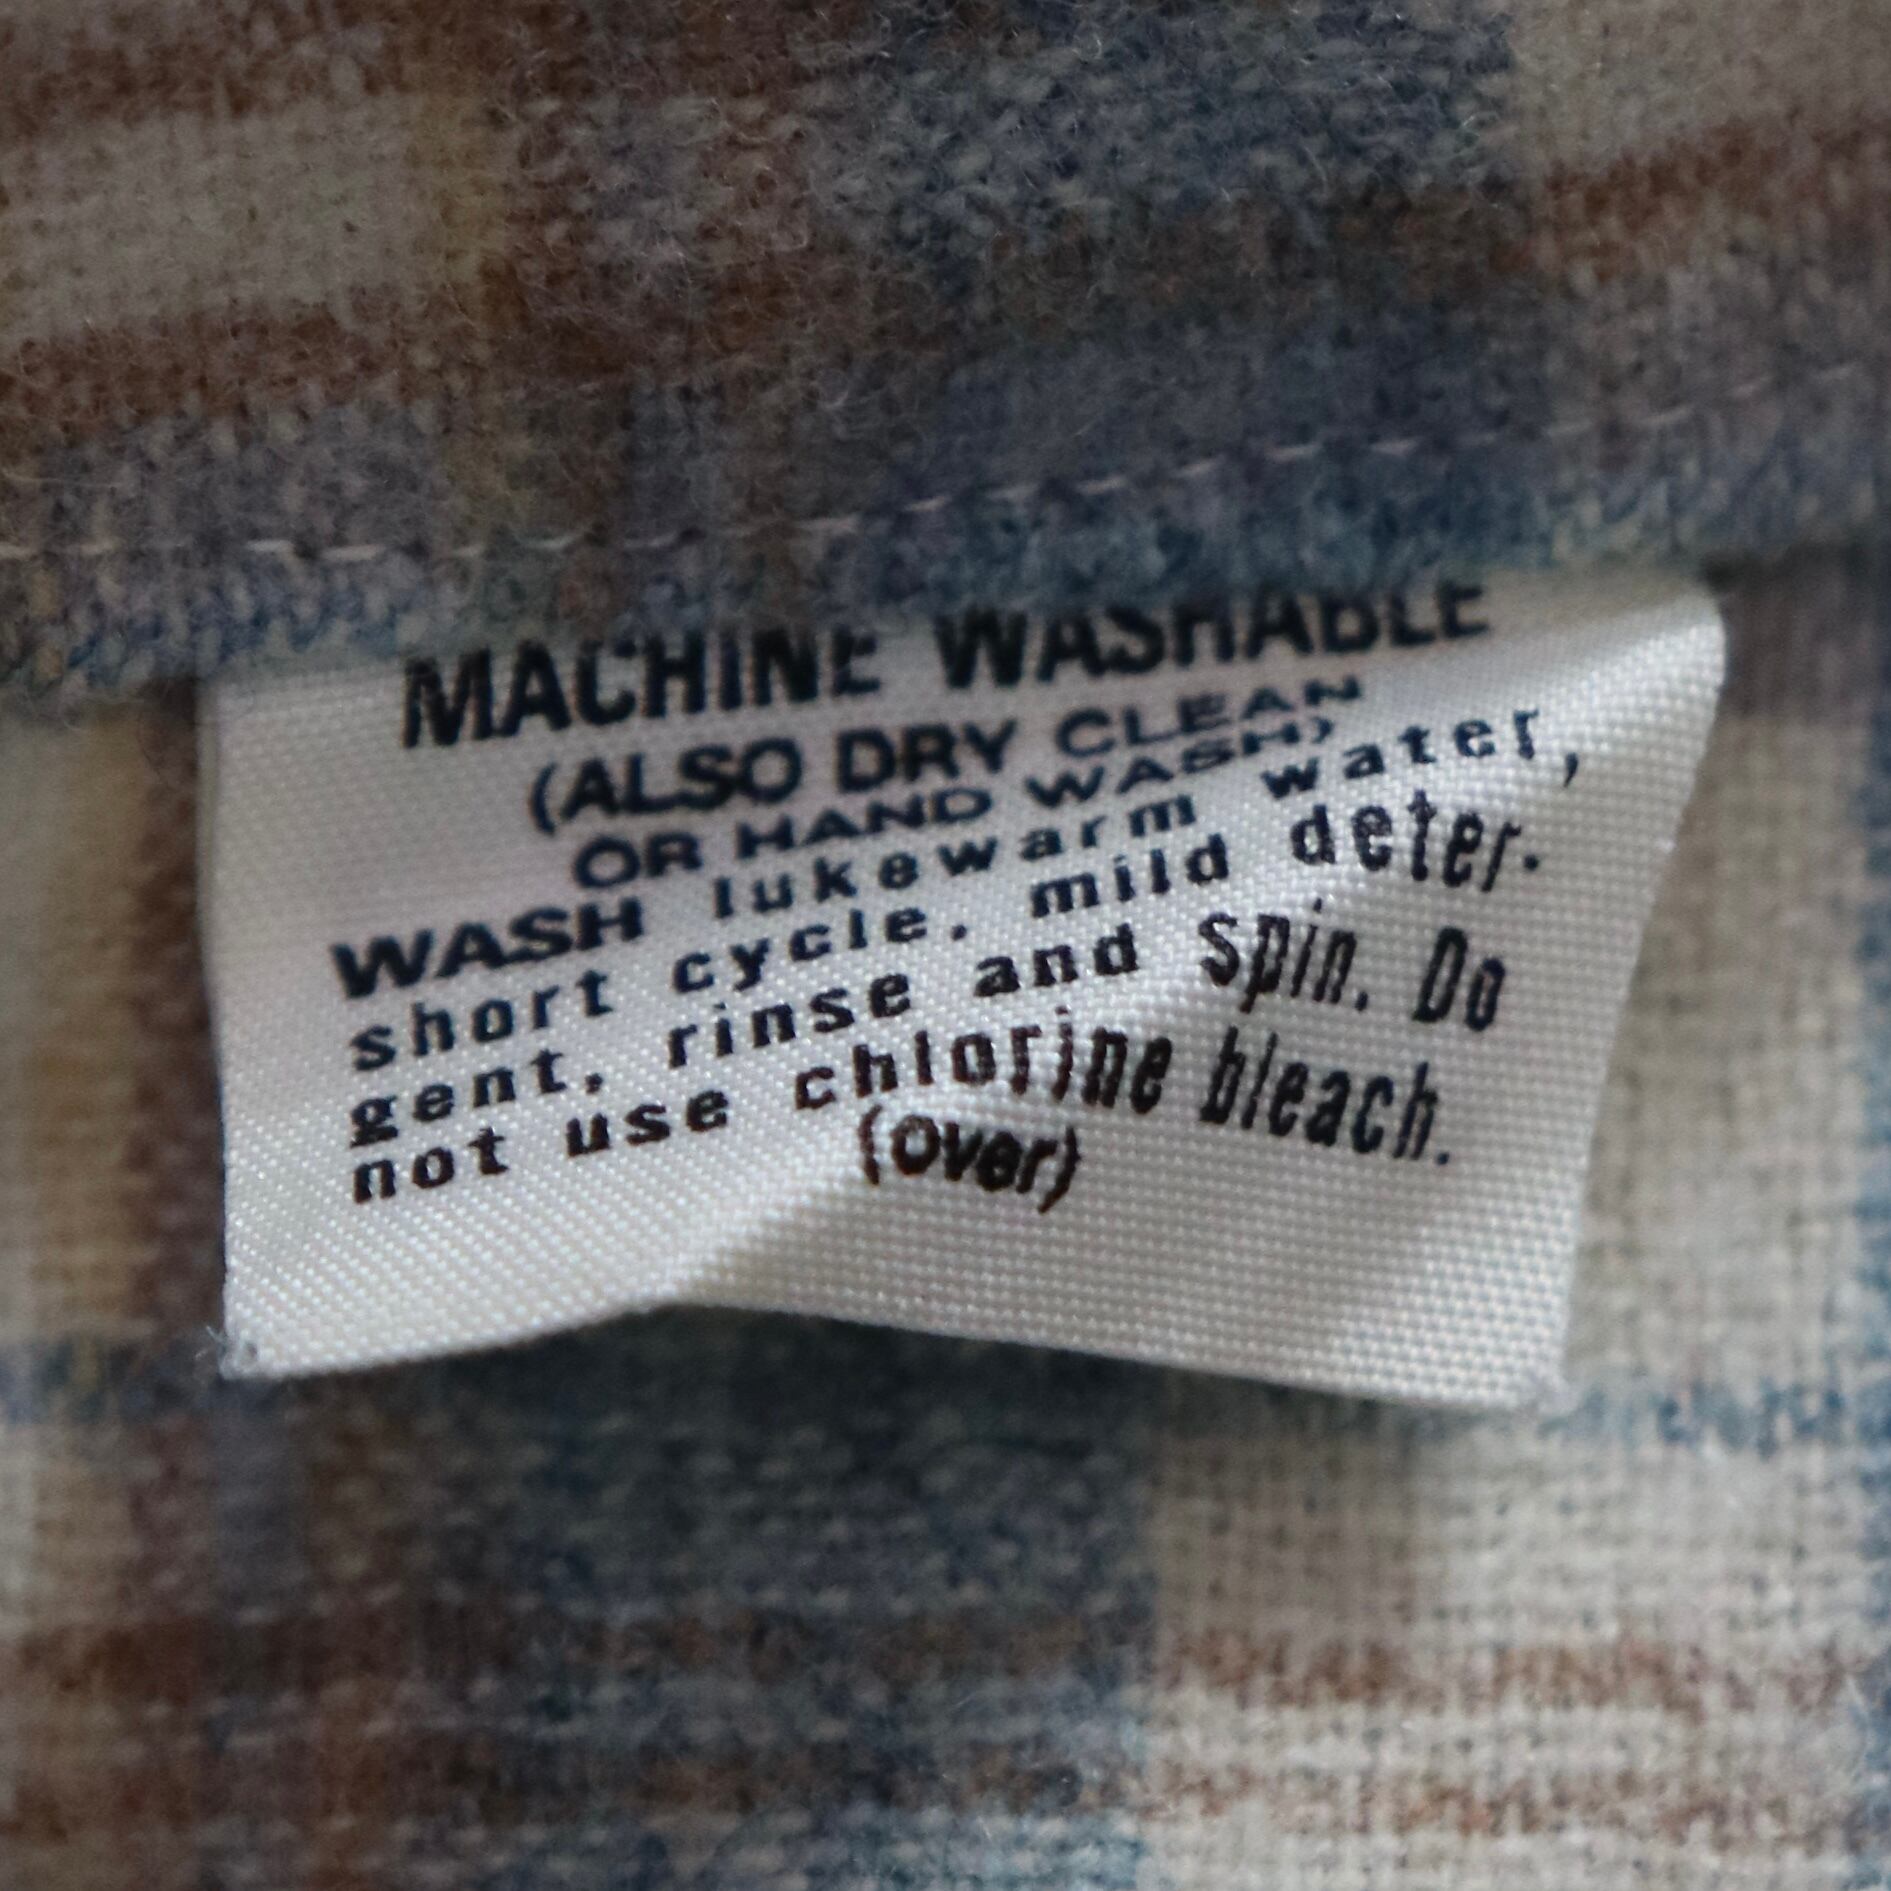 MACHINE WASHABLE
(ALSO DRY CLEAN
OR HAND WASH)
WASH lukewarm water,
short cycle, mild deter-
gent, rinse and spin. Do
not use chlorine bleach.
(over)